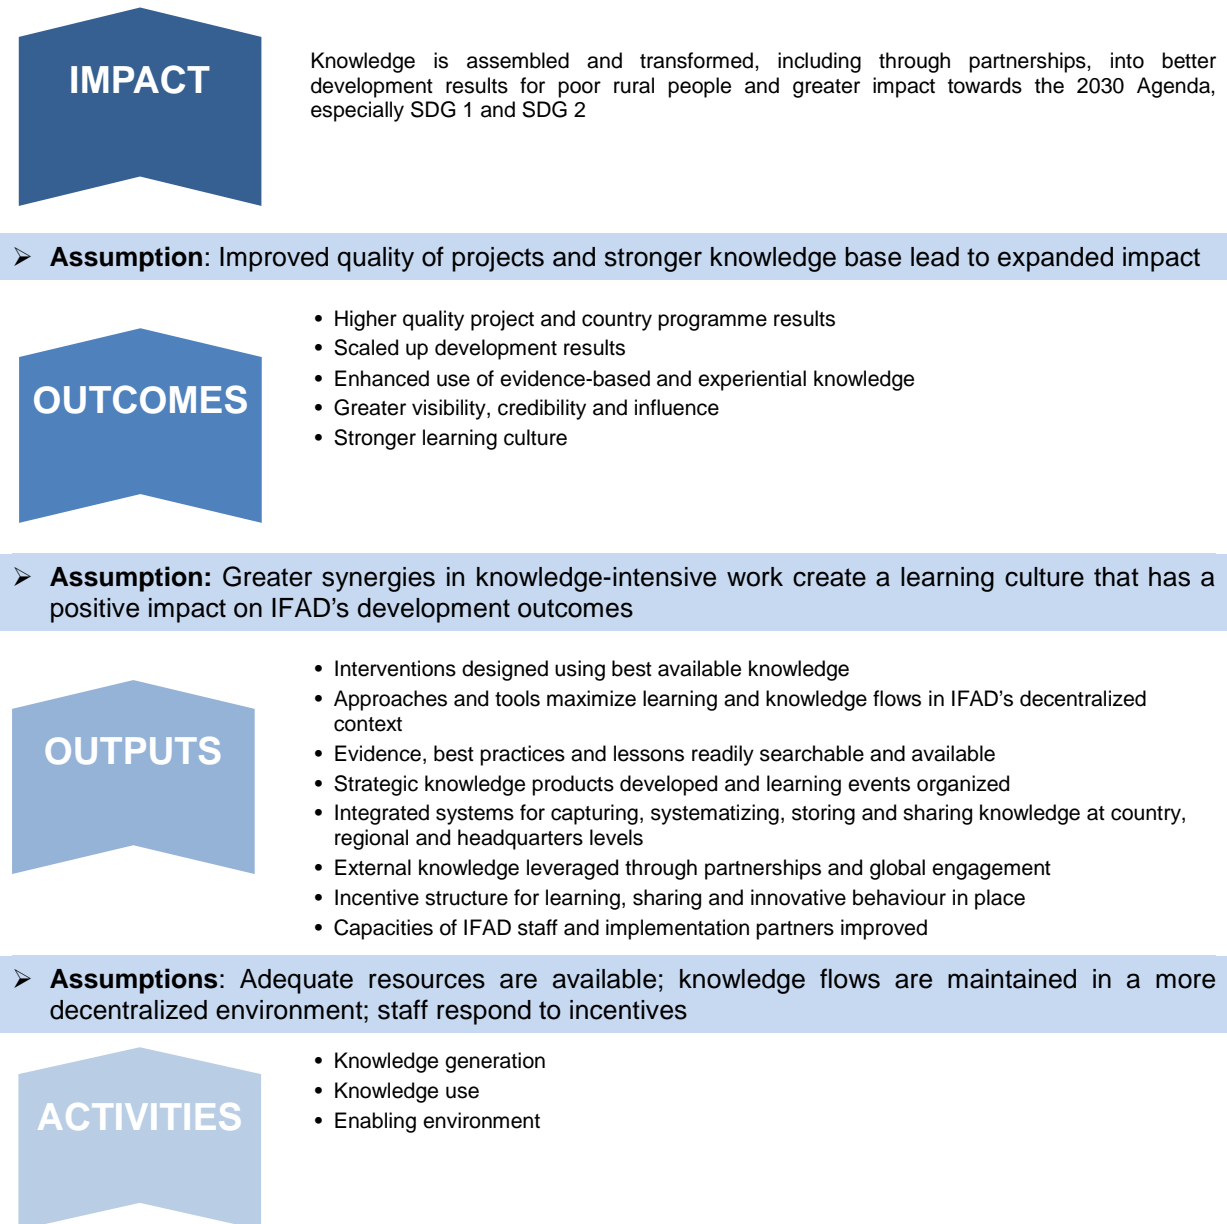 IMPACT
Knowledge is assembled and transformed, including through partnerships, into better
development results for poor rural people and greater impact towards the 2030 Agenda,
especially SDG 1 and SDG 2
➢ Assumption: Improved quality of projects and stronger knowledge base lead to expanded impact
OUTCOMES
• Higher quality project and country programme results
• Scaled up development results
• Enhanced use of evidence-based and experiential knowledge
• Greater visibility, credibility and influence
• Stronger learning culture
➢ Assumption: Greater synergies in knowledge-intensive work create a learning culture that has a
positive impact on IFAD’s development outcomes
OUTPUTS
• Interventions designed using best available knowledge
• Approaches and tools maximize learning and knowledge flows in IFAD’s decentralized
context
• Evidence, best practices and lessons readily searchable and available
• Strategic knowledge products developed and learning events organized
• Integrated systems for capturing, systematizing, storing and sharing knowledge at country,
regional and headquarters levels
• External knowledge leveraged through partnerships and global engagement
• Incentive structure for learning, sharing and innovative behaviour in place
• Capacities of IFAD staff and implementation partners improved
➢ Assumptions: Adequate resources are available; knowledge flows are maintained in a more
decentralized environment; staff respond to incentives
ACTIVITIES
• Knowledge generation
• Knowledge use
• Enabling environment